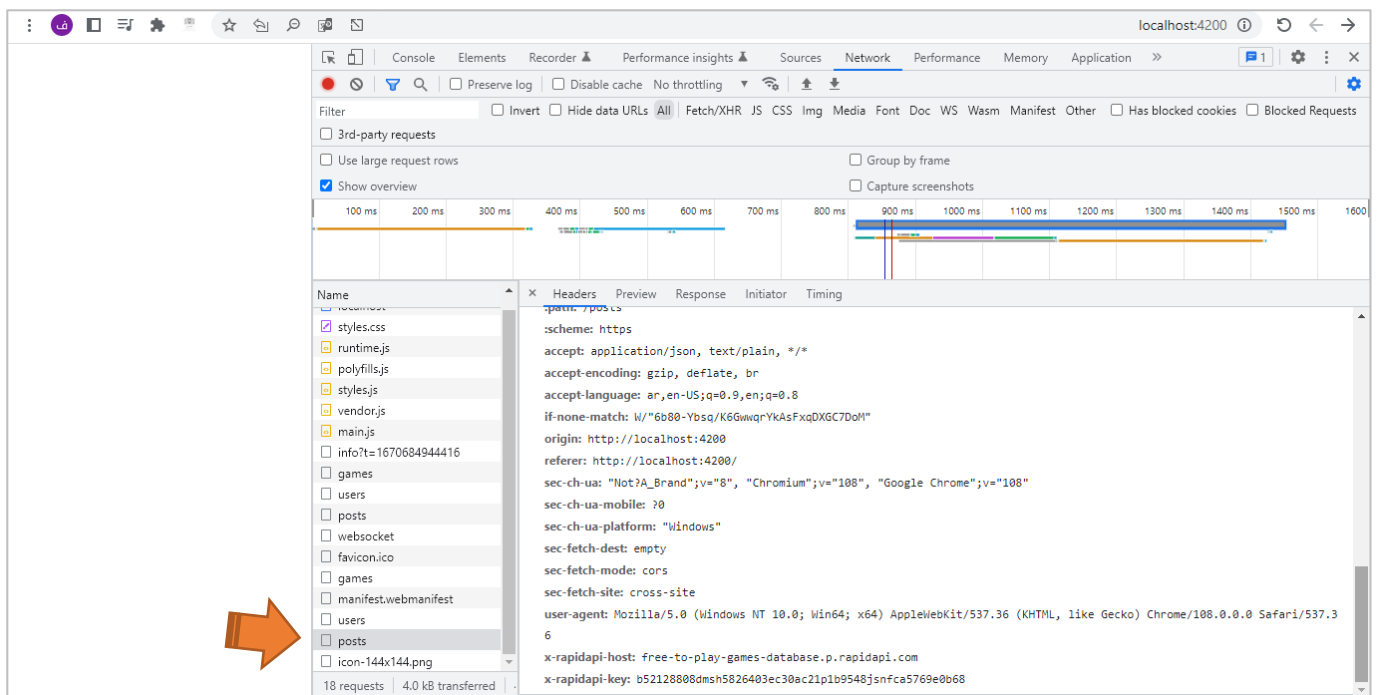 ف
localhost:4200
Console Elements Recorder Performance insights Sources Network Performance Memory Application » 1
Preserve log Disable cache No throttling
Filter Invert Hide data URLs All Fetch/XHR JS CSS Img Media Font Doc WS Wasm Manifest Other Has blocked cookies Blocked Requests
3rd-party requests
Use large request rows Group by frame
Show overview Capture screenshots
100 ms 200 ms 300 ms 400 ms 500 ms 600 ms 700 ms 800 ms 900 ms 1000 ms 1100 ms 1200 ms 1300 ms 1400 ms 1500 ms 1600
Name
localhost
styles.css
runtime.js
polyfills.js
styles.js
vendor.js
main.js
info?t=1670684944416
games
users
posts
websocket
favicon.ico
games
manifest.webmanifest
users
posts
icon-144x144.png
18 requests 4.0 kB transferred
× Headers Preview Response Initiator Timing
:path: /posts
:scheme: https
accept: application/json, text/plain, */*
accept-encoding: gzip, deflate, br
accept-language: ar,en-US;q=0.9,en;q=0.8
if-none-match: W/"6b80-Ybsq/K6GwwqrYkAsFxqDXGC7DoM"
origin: http://localhost:4200
referer: http://localhost:4200/
sec-ch-ua: "Not?A_Brand";v="8", "Chromium";v="108", "Google Chrome";v="108"
sec-ch-ua-mobile: ?0
sec-ch-ua-platform: "Windows"
sec-fetch-dest: empty
sec-fetch-mode: cors
sec-fetch-site: cross-site
user-agent: Mozilla/5.0 (Windows NT 10.0; Win64; x64) AppleWebKit/537.36 (KHTML, like Gecko) Chrome/108.0.0.0 Safari/537.3
6
x-rapidapi-host: free-to-play-games-database.p.rapidapi.com
x-rapidapi-key: b52128808dmsh5826403ec30ac21p1b9548jsnfca5769e0b68